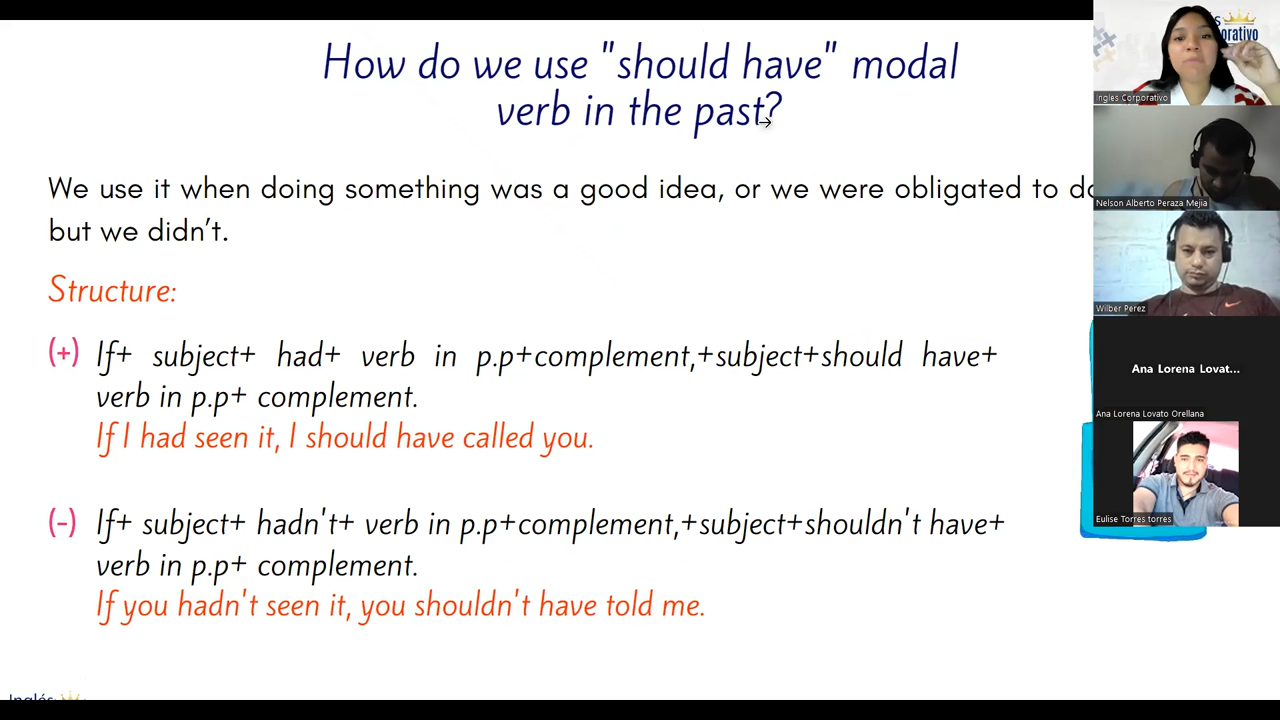 How do we use "should have" modal
verb in the past?
We use it when doing something was a good idea, or we were obligated to do
but we didn't.
Structure:
(+) If+ subject+ had+ verb in p.p+complement,+subject+should have+
verb in p.p+ complement.
If I had seen it, I should have called you.
(-) If+ subject+ hadn't+ verb in p.p+complement,+subject+shouldn't have+
verb in p.p+ complement.
If you hadn't seen it, you shouldn't have told me.
Ingles Corporativo
Nelson Alberto Peraza Mejia
Wilber Perez
Ana Lorena Lovat...
Ana Lorena Lovato Orellana
Eulise Torres torres